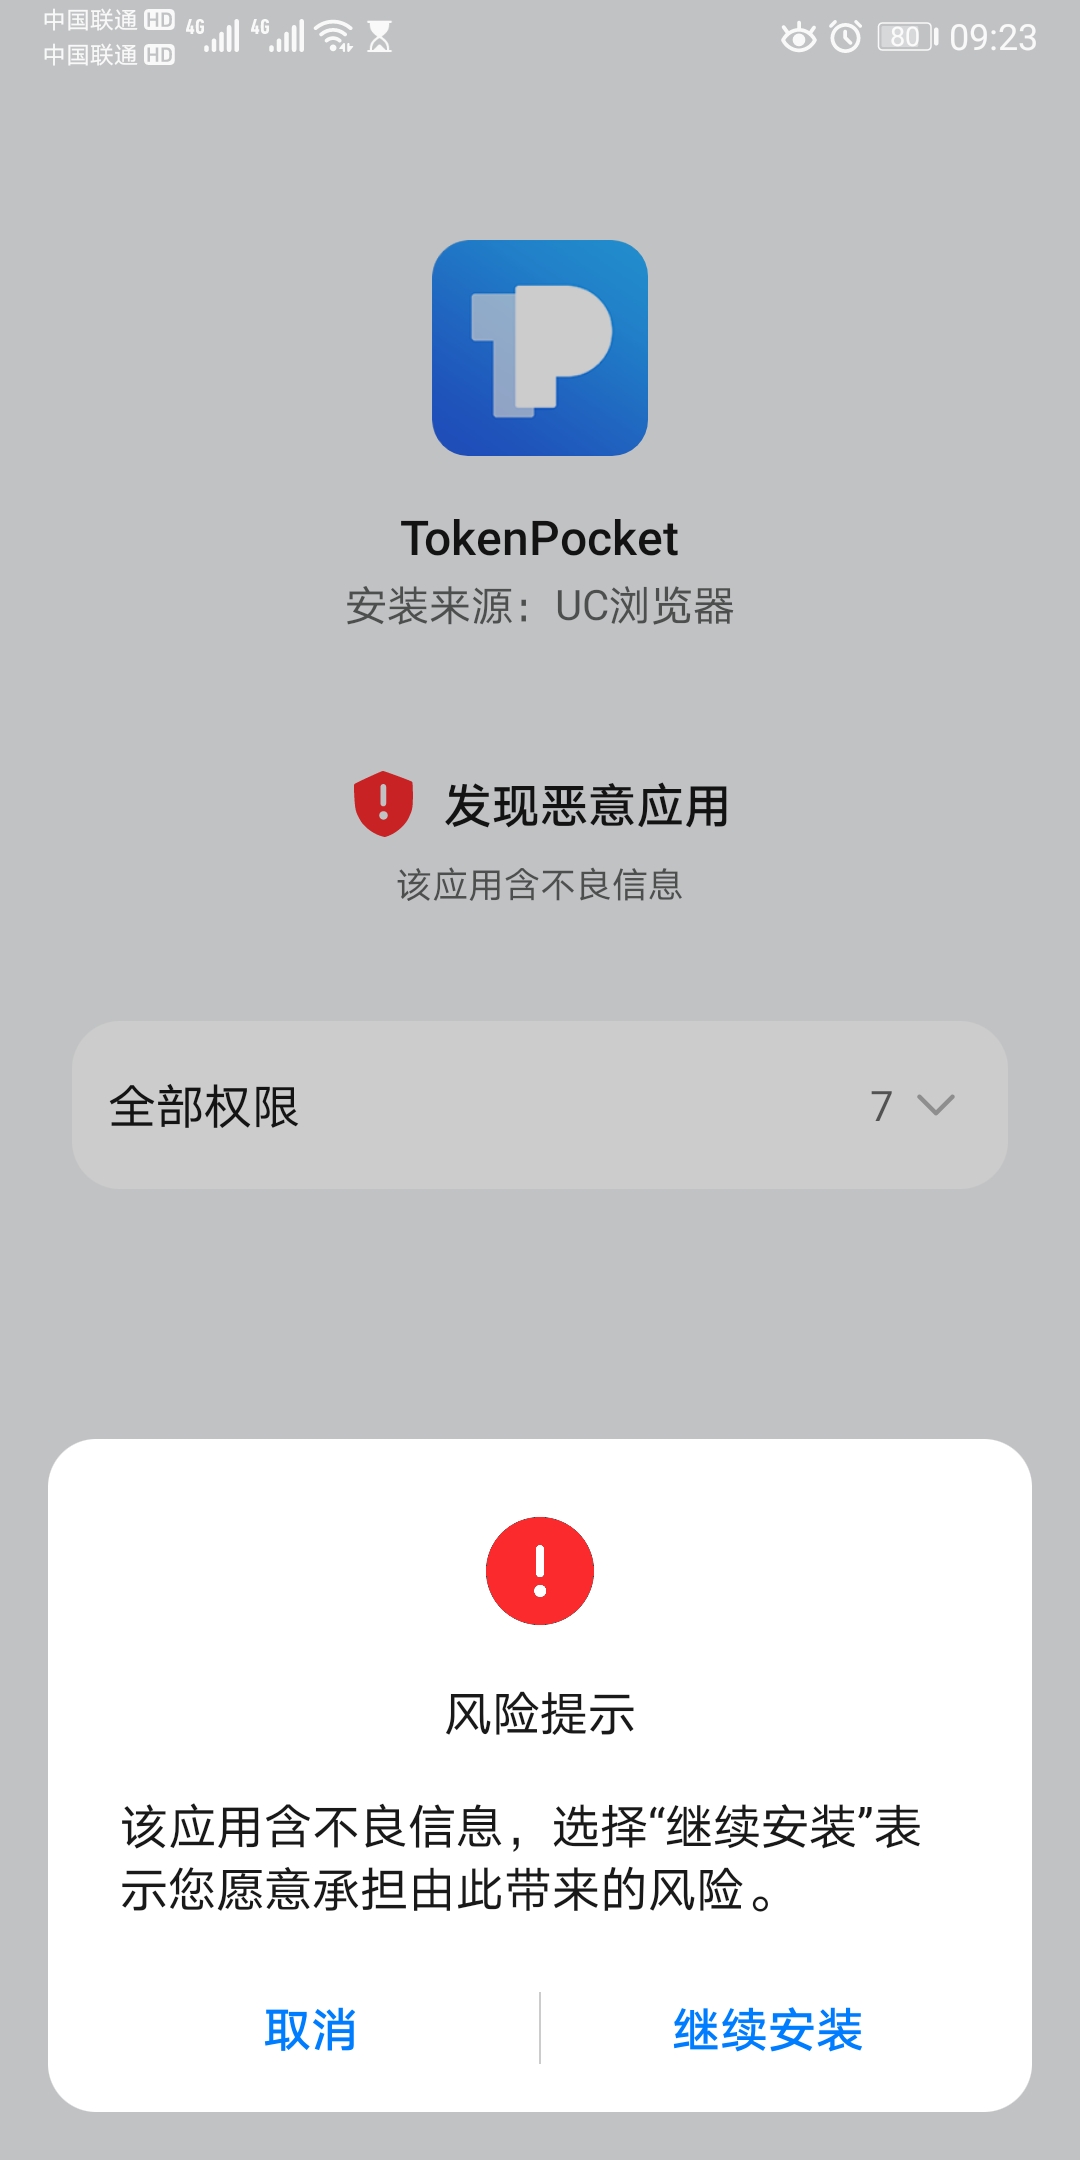 中国联通 HD 4G 4G 80 09:23
中国联通 HD
TP
TokenPocket
安装来源：UC浏览器
发现恶意应用
该应用含不良信息
全部权限 7
风险提示
该应用含不良信息，选择“继续安装”表
示您愿意承担由此带来的风险。
取消 继续安装